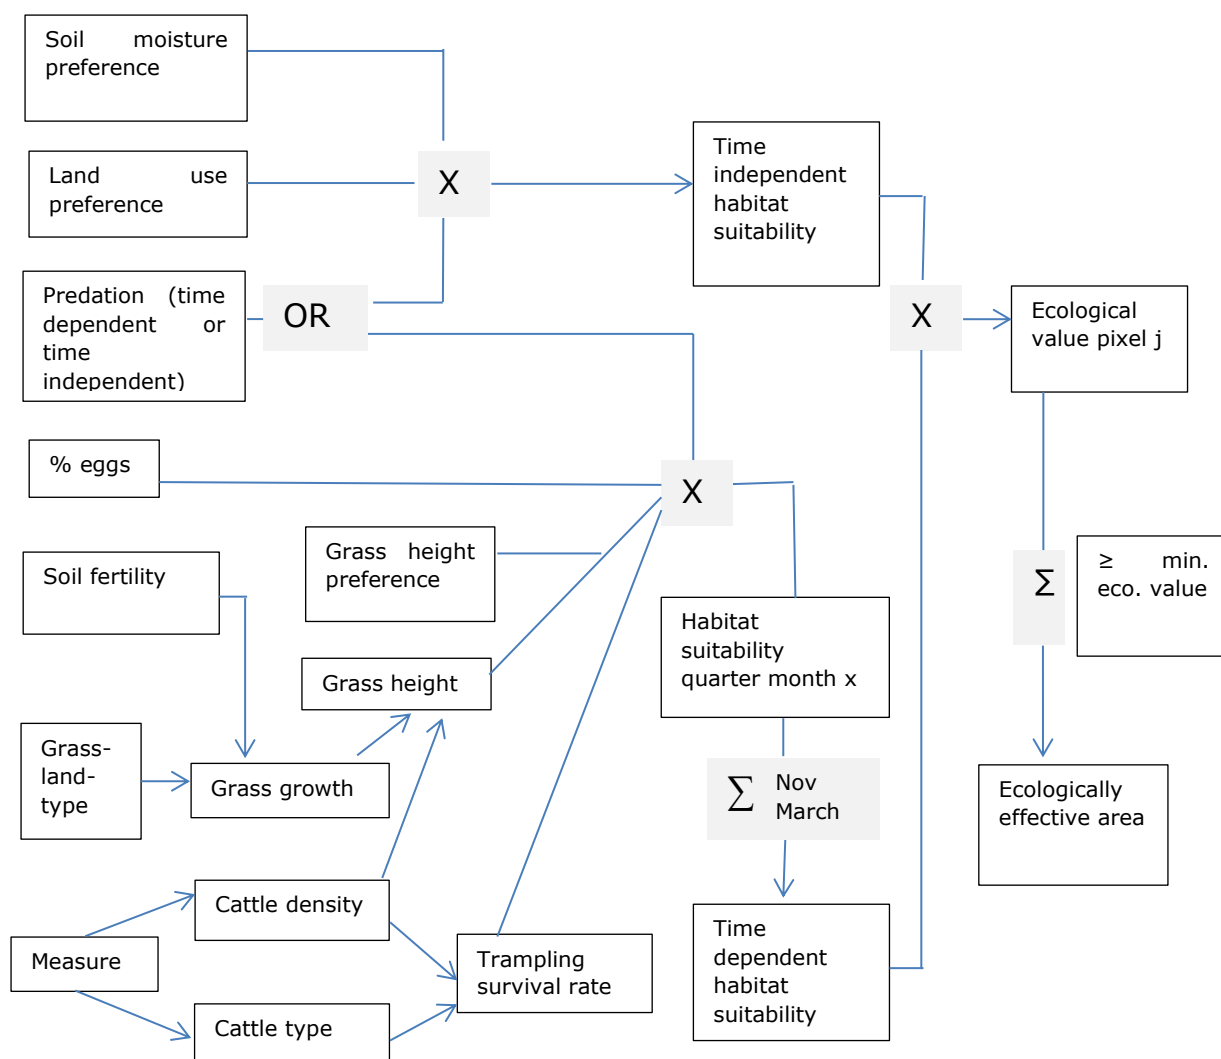 Soil moisture
preference
Land use
preference
X
Time
independent
habitat
suitability
Predation (time
dependent or
time
independent)
OR
X
Ecological
value pixel j
% eggs
X
Soil fertility
Grass height
preference
Σ
≥ min.
eco. value
Habitat
suitability
quarter month x
Grass height
Grass-
land-
type
Grass growth
∑ Nov
March
Ecologically
effective area
Cattle density
Measure
Trampling
survival rate
Time
dependent
habitat
suitability
Cattle type